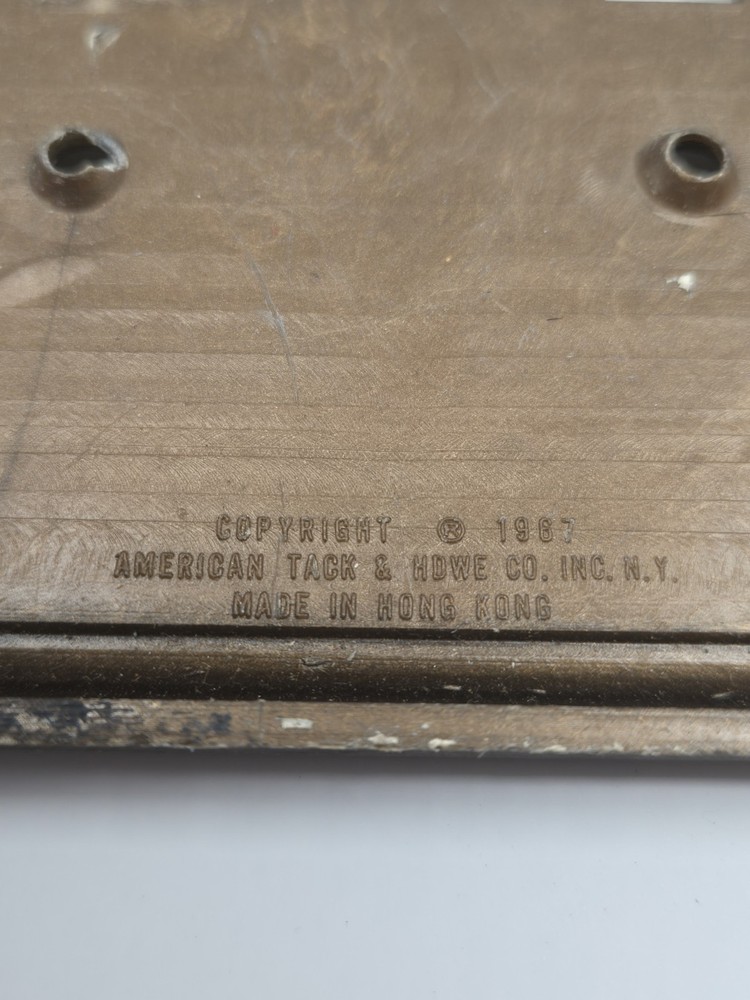 COPYRIGHT ® 1967
AMERICAN TACK & HDWE CO. INC. N.Y.
MADE IN HONG KONG